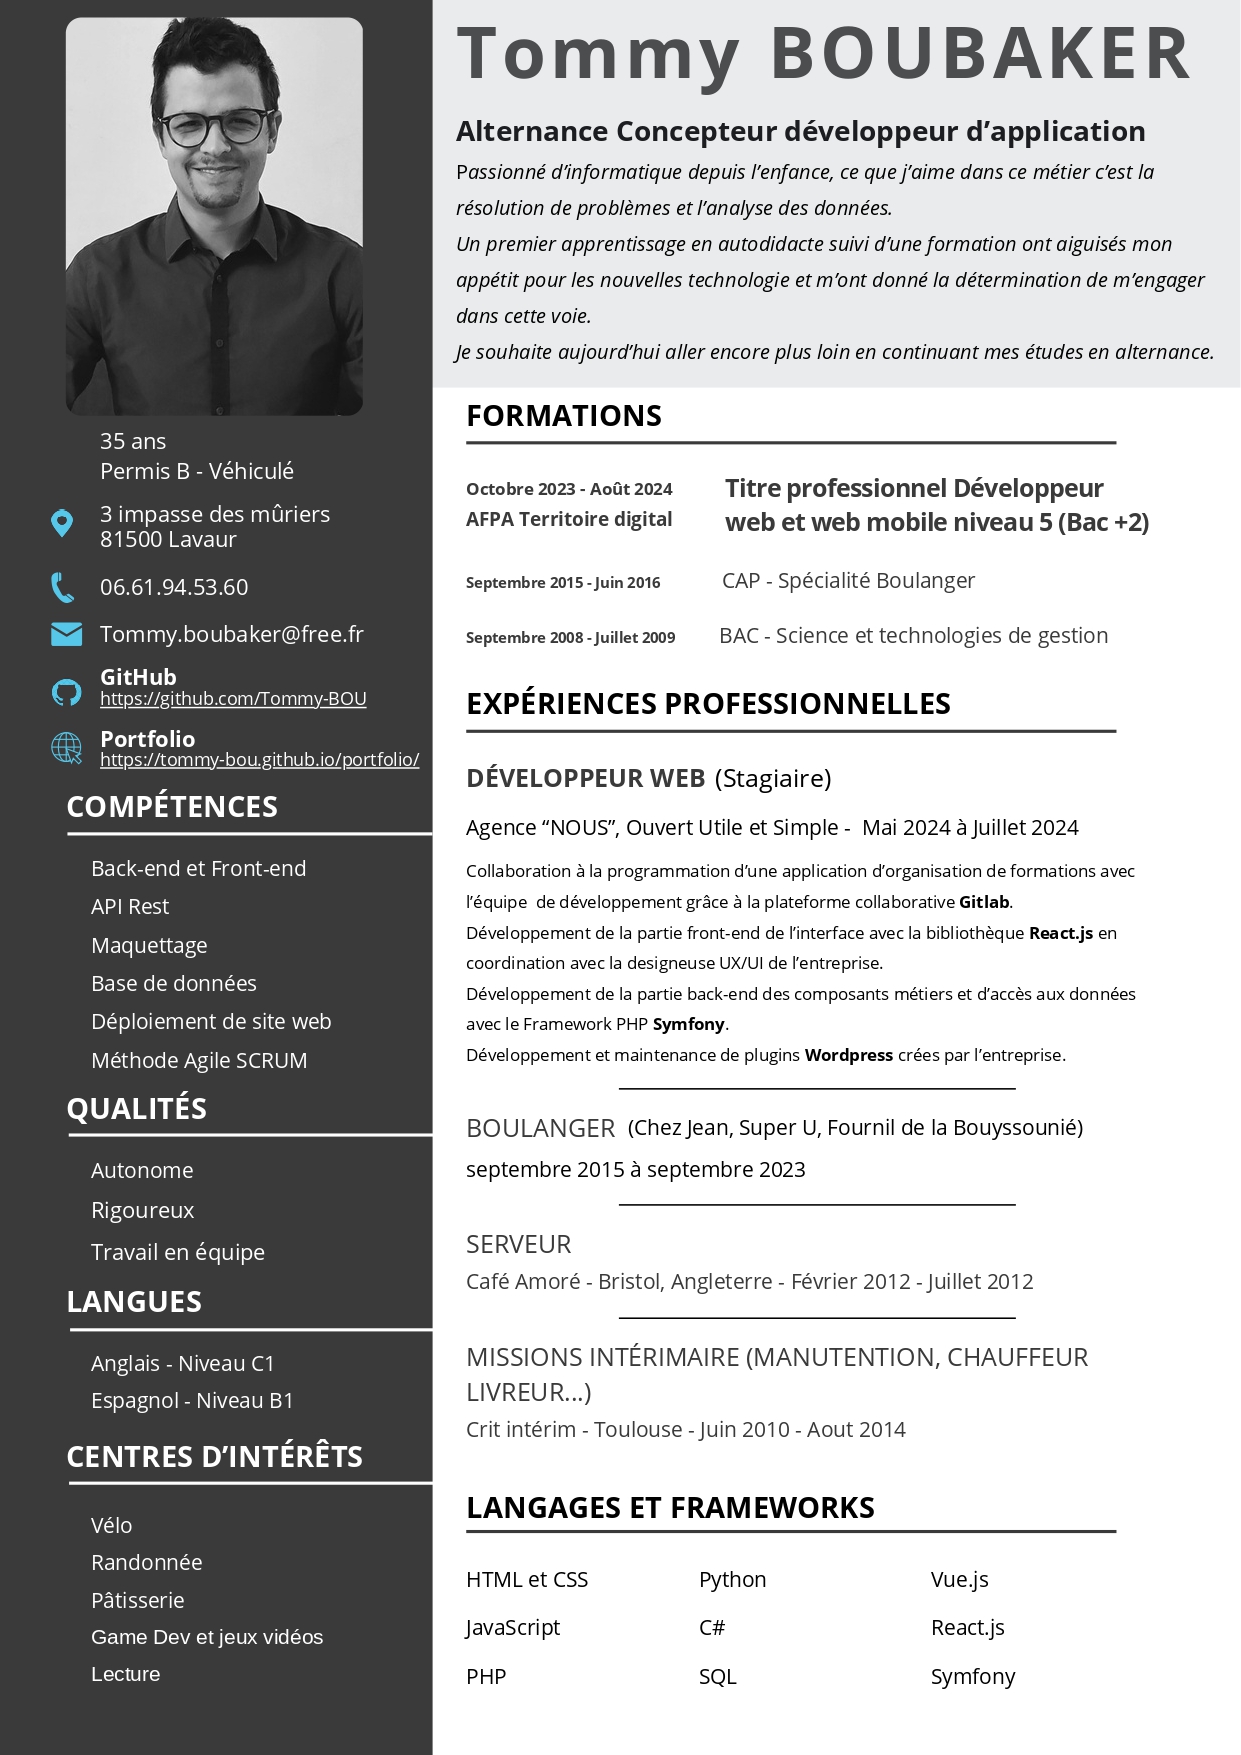 Tommy BOUBAKER
Alternance Concepteur développeur d’application
Passionné d’informatique depuis l’enfance, ce que j’aime dans ce métier c’est la
résolution de problèmes et l’analyse des données.
Un premier apprentissage en autodidacte suivi d’une formation ont aiguisés mon
appétit pour les nouvelles technologie et m’ont donné la détermination de m’engager
dans cette voie.
Je souhaite aujourd’hui aller encore plus loin en continuant mes études en alternance.
35 ans
Permis B - Véhiculé
3 impasse des mûriers
81500 Lavaur
06.61.94.53.60
Tommy.boubaker@free.fr
GitHub
https://github.com/Tommy-BOU
Portfolio
https://tommy-bou.github.io/portfolio/
COMPÉTENCES
Back-end et Front-end
API Rest
Maquettage
Base de données
Déploiement de site web
Méthode Agile SCRUM
QUALITÉS
Autonome
Rigoureux
Travail en équipe
LANGUES
Anglais - Niveau C1
Espagnol - Niveau B1
CENTRES D’INTÉRÊTS
Vélo
Randonnée
Pâtisserie
Game Dev et jeux vidéos
Lecture
FORMATIONS
Octobre 2023 - Août 2024
AFPA Territoire digital
Titre professionnel Développeur
web et web mobile niveau 5 (Bac +2)
Septembre 2015 - Juin 2016 CAP - Spécialité Boulanger
Septembre 2008 - Juillet 2009 BAC - Science et technologies de gestion
EXPÉRIENCES PROFESSIONNELLES
DÉVELOPPEUR WEB (Stagiaire)
Agence “NOUS”, Ouvert Utile et Simple - Mai 2024 à Juillet 2024
Collaboration à la programmation d’une application d’organisation de formations avec
l’équipe de développement grâce à la plateforme collaborative Gitlab.
Développement de la partie front-end de l’interface avec la bibliothèque React.js en
coordination avec la designeuse UX/UI de l’entreprise.
Développement de la partie back-end des composants métiers et d’accès aux données
avec le Framework PHP Symfony.
Développement et maintenance de plugins Wordpress crées par l’entreprise.
BOULANGER (Chez Jean, Super U, Fournil de la Bouyssounié)
septembre 2015 à septembre 2023
SERVEUR
Café Amoré - Bristol, Angleterre - Février 2012 - Juillet 2012
MISSIONS INTÉRIMAIRE (MANUTENTION, CHAUFFEUR
LIVREUR...)
Crit intérim - Toulouse - Juin 2010 - Aout 2014
LANGAGES ET FRAMEWORKS
HTML et CSS Python Vue.js
JavaScript C# React.js
PHP SQL Symfony